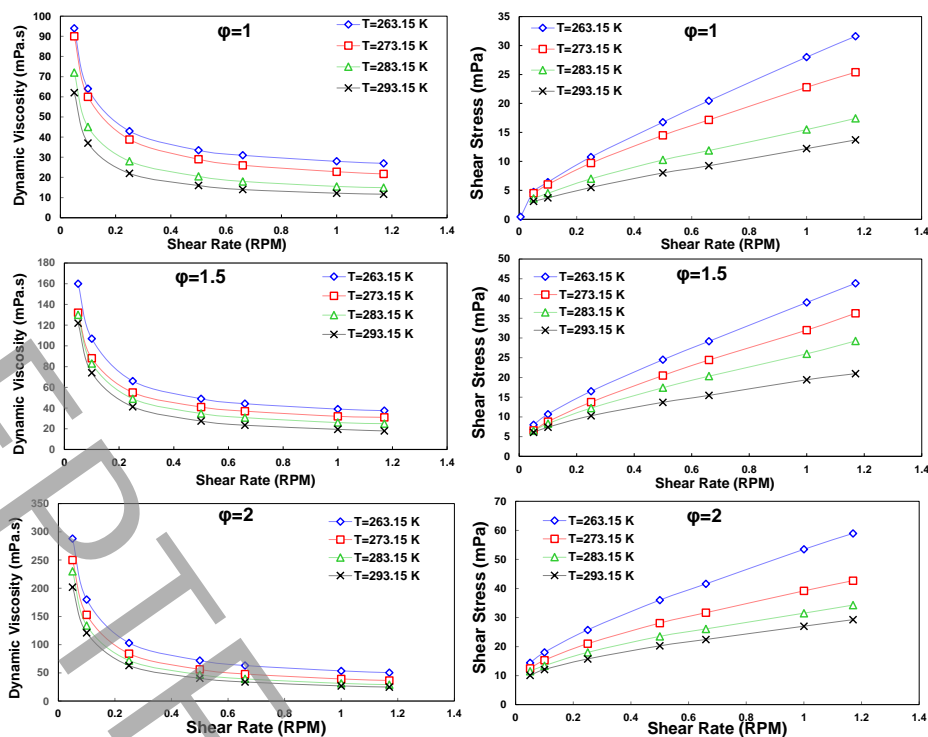 φ=1
T=263.15 K
T=273.15 K
T=283.15 K
T=293.15 K
Dynamic Viscosity (mPa.s)
100
90
80
70
60
50
40
30
20
10
0
0 0.2 0.4 0.6 0.8 1 1.2 1.4
Shear Rate (RPM)
φ=1
T=263.15 K
T=273.15 K
T=283.15 K
T=293.15 K
Shear Stress (mPa)
35
30
25
20
15
10
5
0
0 0.2 0.4 0.6 0.8 1 1.2 1.4
Shear Rate (RPM)
φ=1.5
T=263.15 K
T=273.15 K
T=283.15 K
T=293.15 K
Dynamic Viscosity (mPa.s)
180
160
140
120
100
80
60
40
20
0
0 0.2 0.4 0.6 0.8 1 1.2 1.4
Shear Rate (RPM)
φ=1.5
T=263.15 K
T=273.15 K
T=283.15 K
T=293.15 K
Shear Stress (mPa)
50
45
40
35
30
25
20
15
10
5
0
0 0.2 0.4 0.6 0.8 1 1.2 1.4
Shear Rate (RPM)
φ=2
T=263.15 K
T=273.15 K
T=283.15 K
T=293.15 K
Dynamic Viscosity (mPa.s)
350
300
250
200
150
100
50
0
0 0.2 0.4 0.6 0.8 1 1.2 1.4
Shear Rate (RPM)
φ=2
T=263.15 K
T=273.15 K
T=283.15 K
T=293.15 K
Shear Stress (mPa)
70
60
50
40
30
20
10
0
0 0.2 0.4 0.6 0.8 1 1.2 1.4
Shear Rate (RPM)